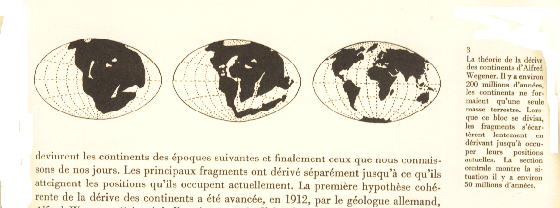 devinrent les continents des époques suivantes et finalement ceux que nous connais-
sons de nos jours. Les principaux fragments ont dérivé séparément jusqu'à ce qu'ils
atteignent les positions qu'ils occupent actuellement. La première hypothèse cohé-
rente de la dérive des continents a été avancée, en 1912, par le géologue allemand,
3
La théorie de la dérive
des continents d'Alfred
Wegener. Il y a environ
200 millions d'années,
les continents ne for-
maient qu'une seule
masse terrestre. Lors-
que ce bloc se divisa,
les fragments s'écar-
tèrent lentement en
dérivant jusqu'à occu-
per leurs positions
actuelles. La section
centrale montre la si-
tuation il y a environ
50 millions d'années.